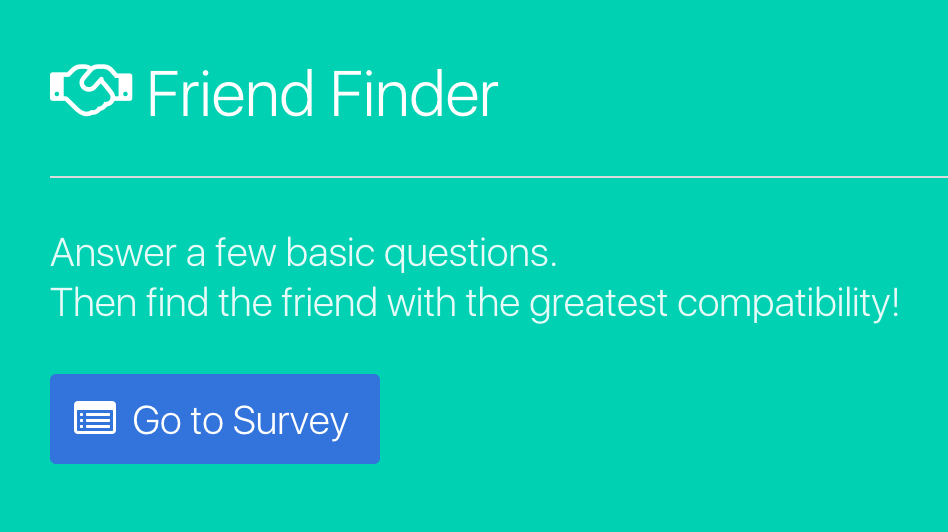 Friend Finder
Answer a few basic questions.
Then find the friend with the greatest compatibility!
Go to Survey